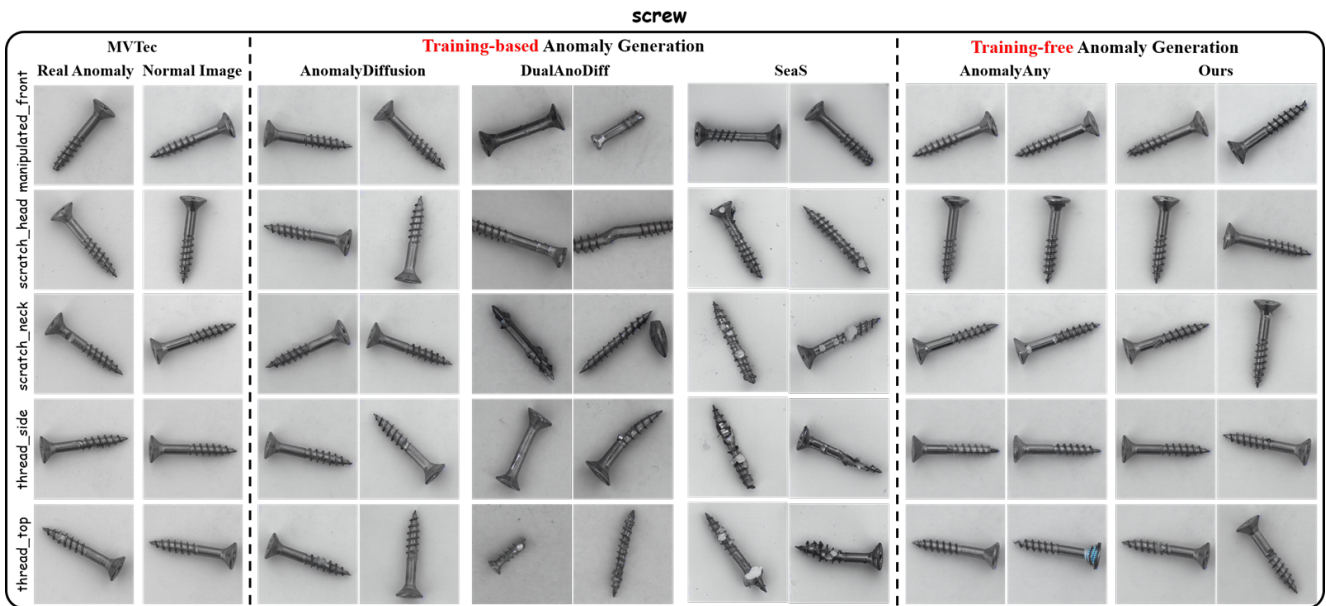 screw
MVTec
Training-based Anomaly Generation
Training-free Anomaly Generation
Real Anomaly
Normal Image
AnomalyDiffusion
DualAnoDiff
SeaS
AnomalyAny
Ours
manipulated_front
scratch_head
scratch_neck
thread_side
thread_top